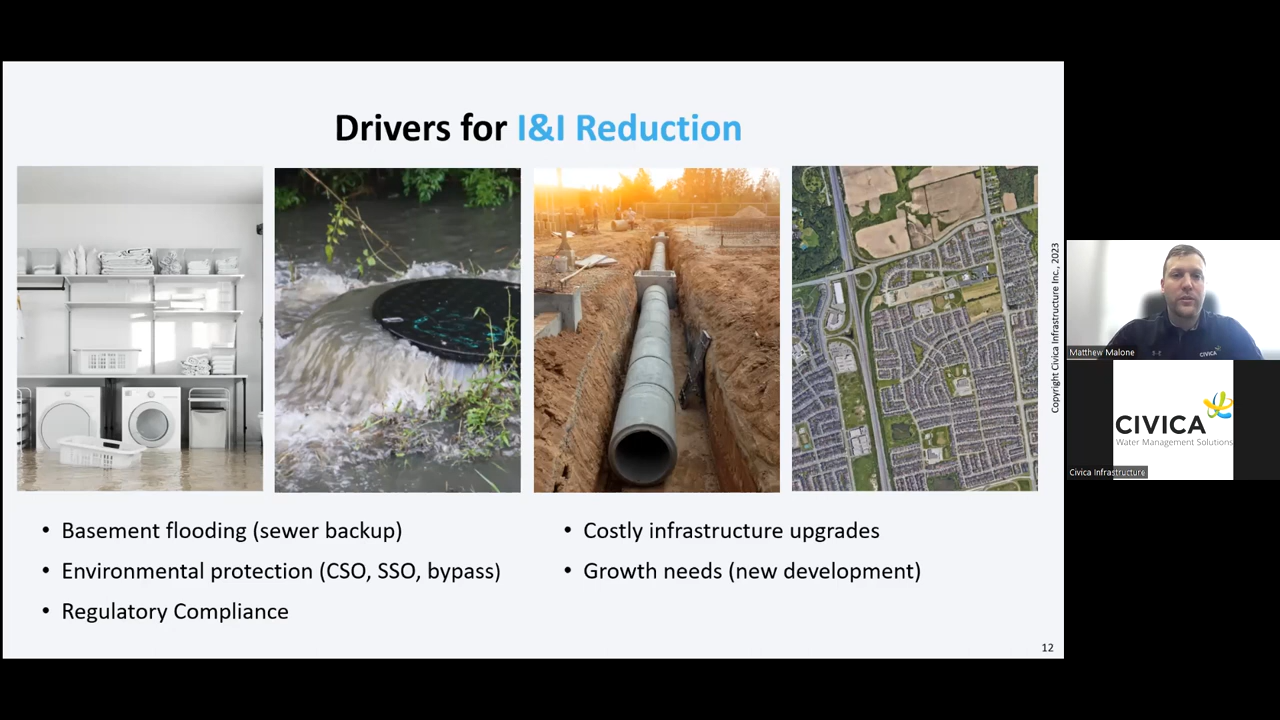 Drivers for I&I Reduction
Copyright Civica Infrastructure Inc., 2023
• Basement flooding (sewer backup)
• Environmental protection (CSO, SSO, bypass)
• Regulatory Compliance
• Costly infrastructure upgrades
• Growth needs (new development)
12
CIVICA
Matthew Malone
CIVICA
Water Management Solutions
Civica Infrastructure